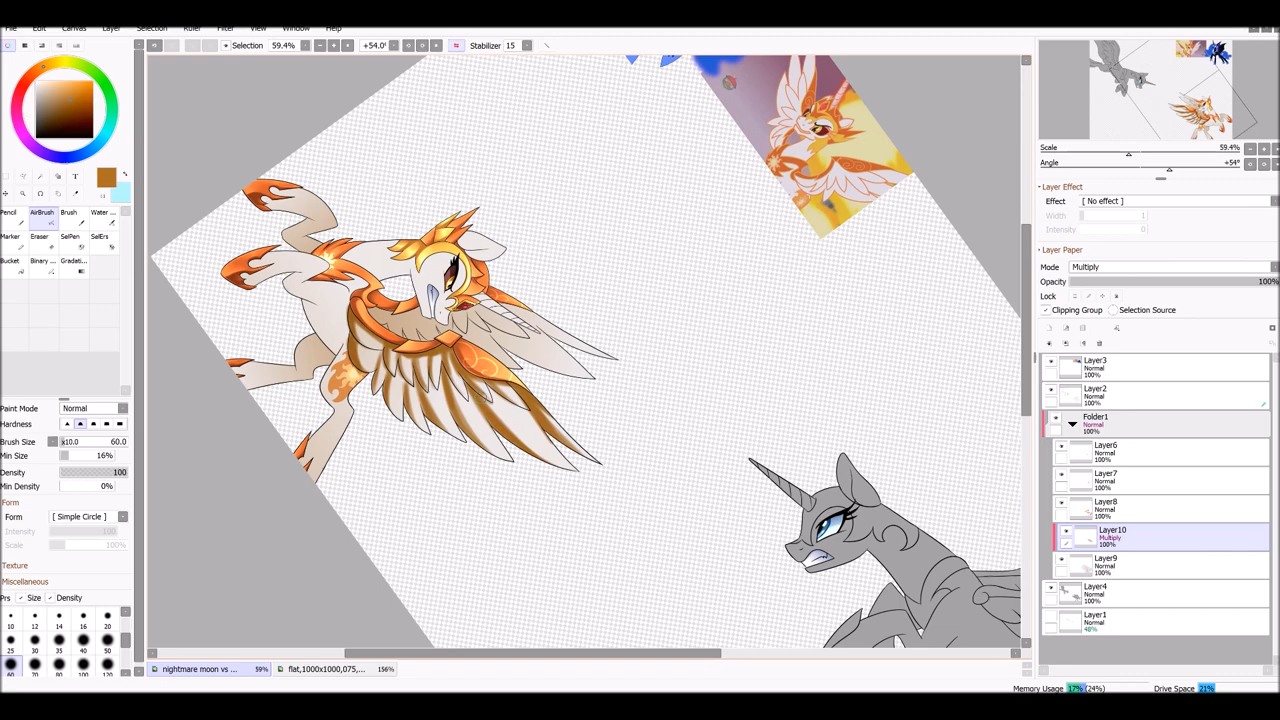 File Edit Canvas Layer Selection Ruler Filter View Window Help
Selection 59.4% +54.0° Stabilizer 15
Scale 59.4%
Angle +54°
Layer Effect
Effect [ No effect ]
Width 1
Intensity 0
Layer Paper
Mode Multiply
Opacity 100%
Lock
Clipping Group Selection Source
Layer3
Normal
100%
Layer2
Normal
100%
Folder1
Normal
100%
Layer6
Normal
100%
Layer7
Normal
100%
Layer8
Normal
100%
Layer10
Multiply
100%
Layer9
Normal
100%
Layer4
Normal
100%
Layer1
Normal
48%
T
Pencil AirBrush Brush Water ...
Marker Eraser SelPen SelErs
Bucket Binary ... Gradati...
Paint Mode Normal
Hardness
Brush Size x10.0 60.0
Min Size 16%
Density 100
Min Density 0%
Form
Form [ Simple Circle ]
Intensity 100%
Scale 100%
Texture
Miscellaneous
Prs Size Density
10 12 14 16 20
25 30 35 40 50
60 70 80 100 120
nightmare moon vs ... 59% flat,1000x1000,075,... 156%
Memory Usage 17% (24%) Drive Space 21%